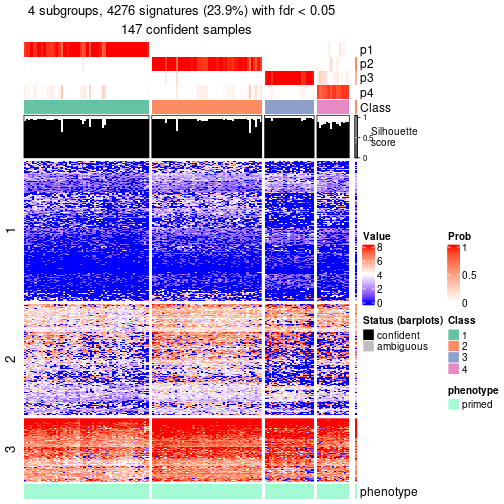 4 subgroups, 4276 signatures (23.9%) with fdr < 0.05
147 confident samples
p1
p2
p3
p4
Class
1
0.5
0
Silhouette
score
1
2
3
phenotype
Value
8
6
4
2
0
Prob
1
0.5
0
Status (barplots)
confident
ambiguous
Class
1
2
3
4
phenotype
primed